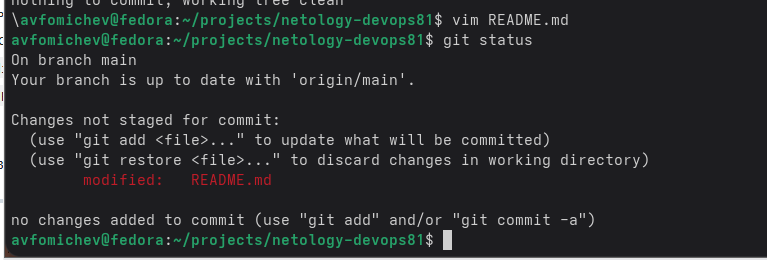 nothing to commit, working tree clean
\avfomichev@fedora:~/projects/netology-devops81$ vim README.md
avfomichev@fedora:~/projects/netology-devops81$ git status
On branch main
Your branch is up to date with 'origin/main'.
Changes not staged for commit:
  (use "git add <file>..." to update what will be committed)
  (use "git restore <file>..." to discard changes in working directory)
        modified:   README.md
no changes added to commit (use "git add" and/or "git commit -a")
avfomichev@fedora:~/projects/netology-devops81$